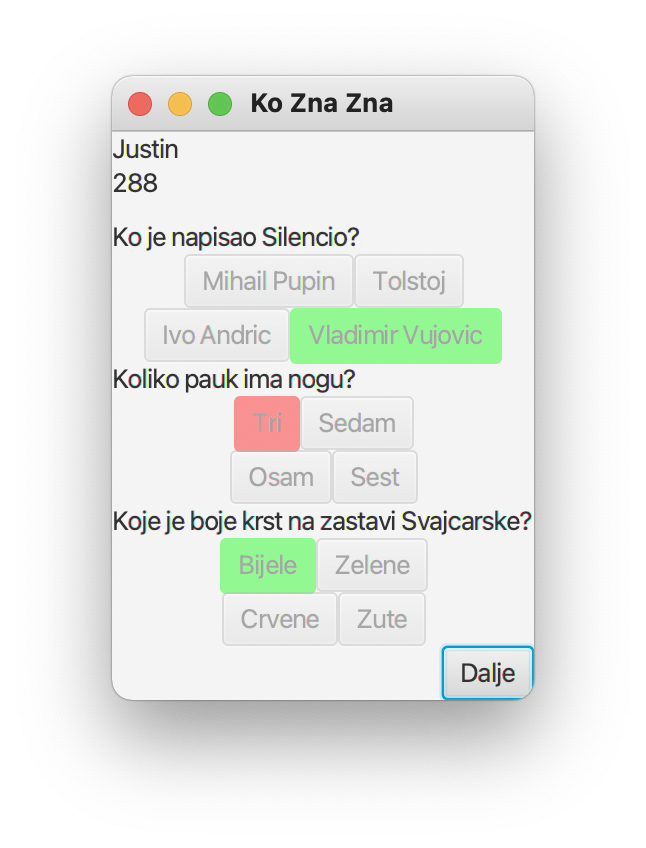 Ko Zna Zna
Justin
288
Ko je napisao Silencio?
Mihail Pupin Tolstoj
Ivo Andric Vladimir Vujovic
Koliko pauk ima nogu?
Tri Sedam
Osam Sest
Koje je boje krst na zastavi Svajcarske?
Bijele Zelene
Crvene Zute
Dalje